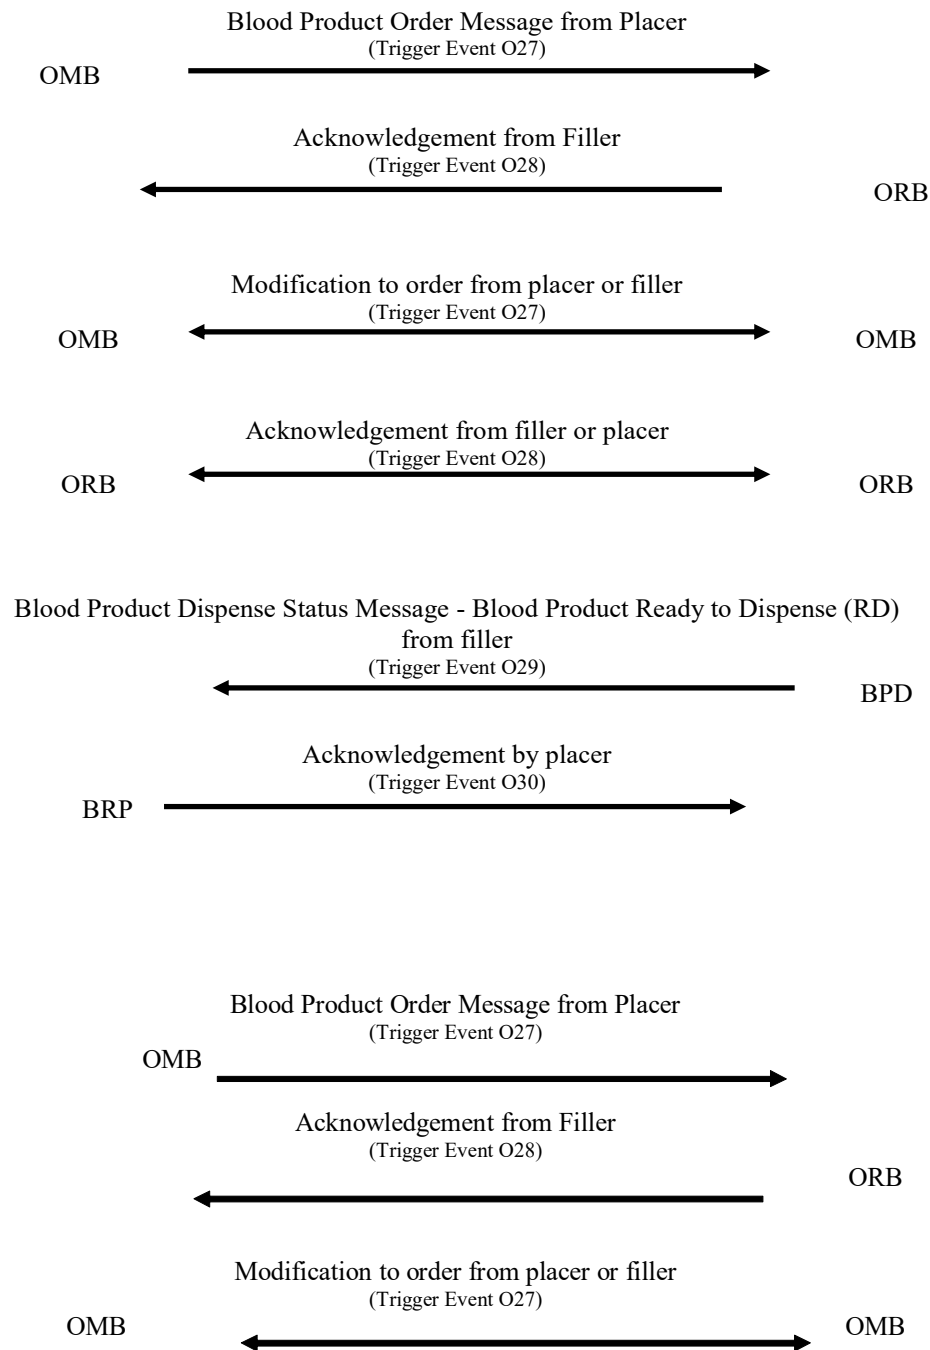 Blood Product Order Message from Placer
(Trigger Event O27)
OMB
Acknowledgement from Filler
(Trigger Event O28)
ORB
Modification to order from placer or filler
(Trigger Event O27)
OMB OMB
Acknowledgement from filler or placer
(Trigger Event O28)
ORB ORB
Blood Product Dispense Status Message - Blood Product Ready to Dispense (RD)
from filler
(Trigger Event O29)
BPD
Acknowledgement by placer
(Trigger Event O30)
BRP
Blood Product Order Message from Placer
(Trigger Event O27)
OMB
Acknowledgement from Filler
(Trigger Event O28)
ORB
Modification to order from placer or filler
(Trigger Event O27)
OMB OMB